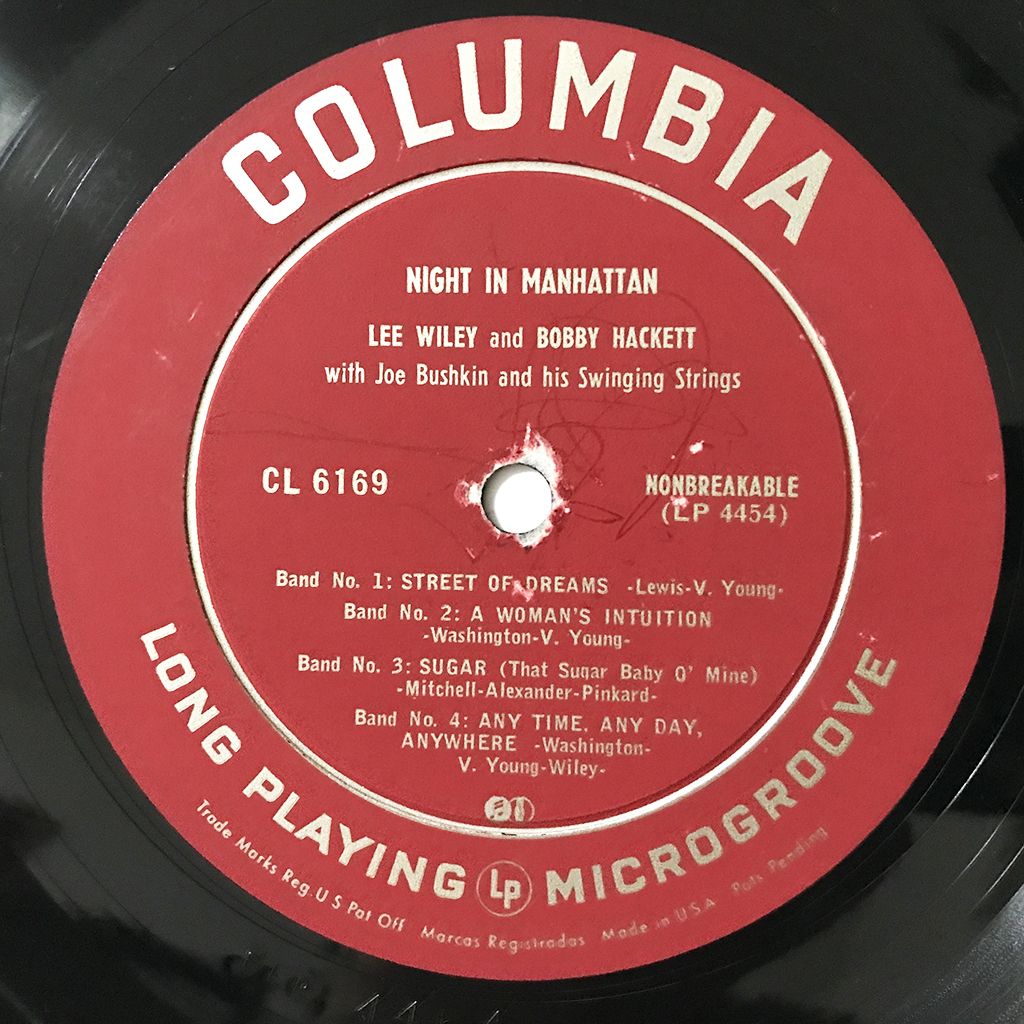 COLUMBIA
NIGHT IN MANHATTAN
LEE WILEY and BOBBY HACKETT
with Joe Bushkin and his Swinging Strings
CL 6169
NONBREAKABLE
(LP 4454)
Band No. 1: STREET OF DREAMS -Lewis-V. Young-
Band No. 2: A WOMAN'S INTUITION
-Washington-V. Young-
Band No. 3: SUGAR (That Sugar Baby O' Mine)
-Mitchell-Alexander-Pinkard-
Band No. 4: ANY TIME, ANY DAY,
ANYWHERE -Washington-
V. Young-Wiley-
LONG PLAYING Lp MICROGROOVE
Trade Marks Reg. U S Pat Off Marcas Registradas Made in U.S.A Pats Pending